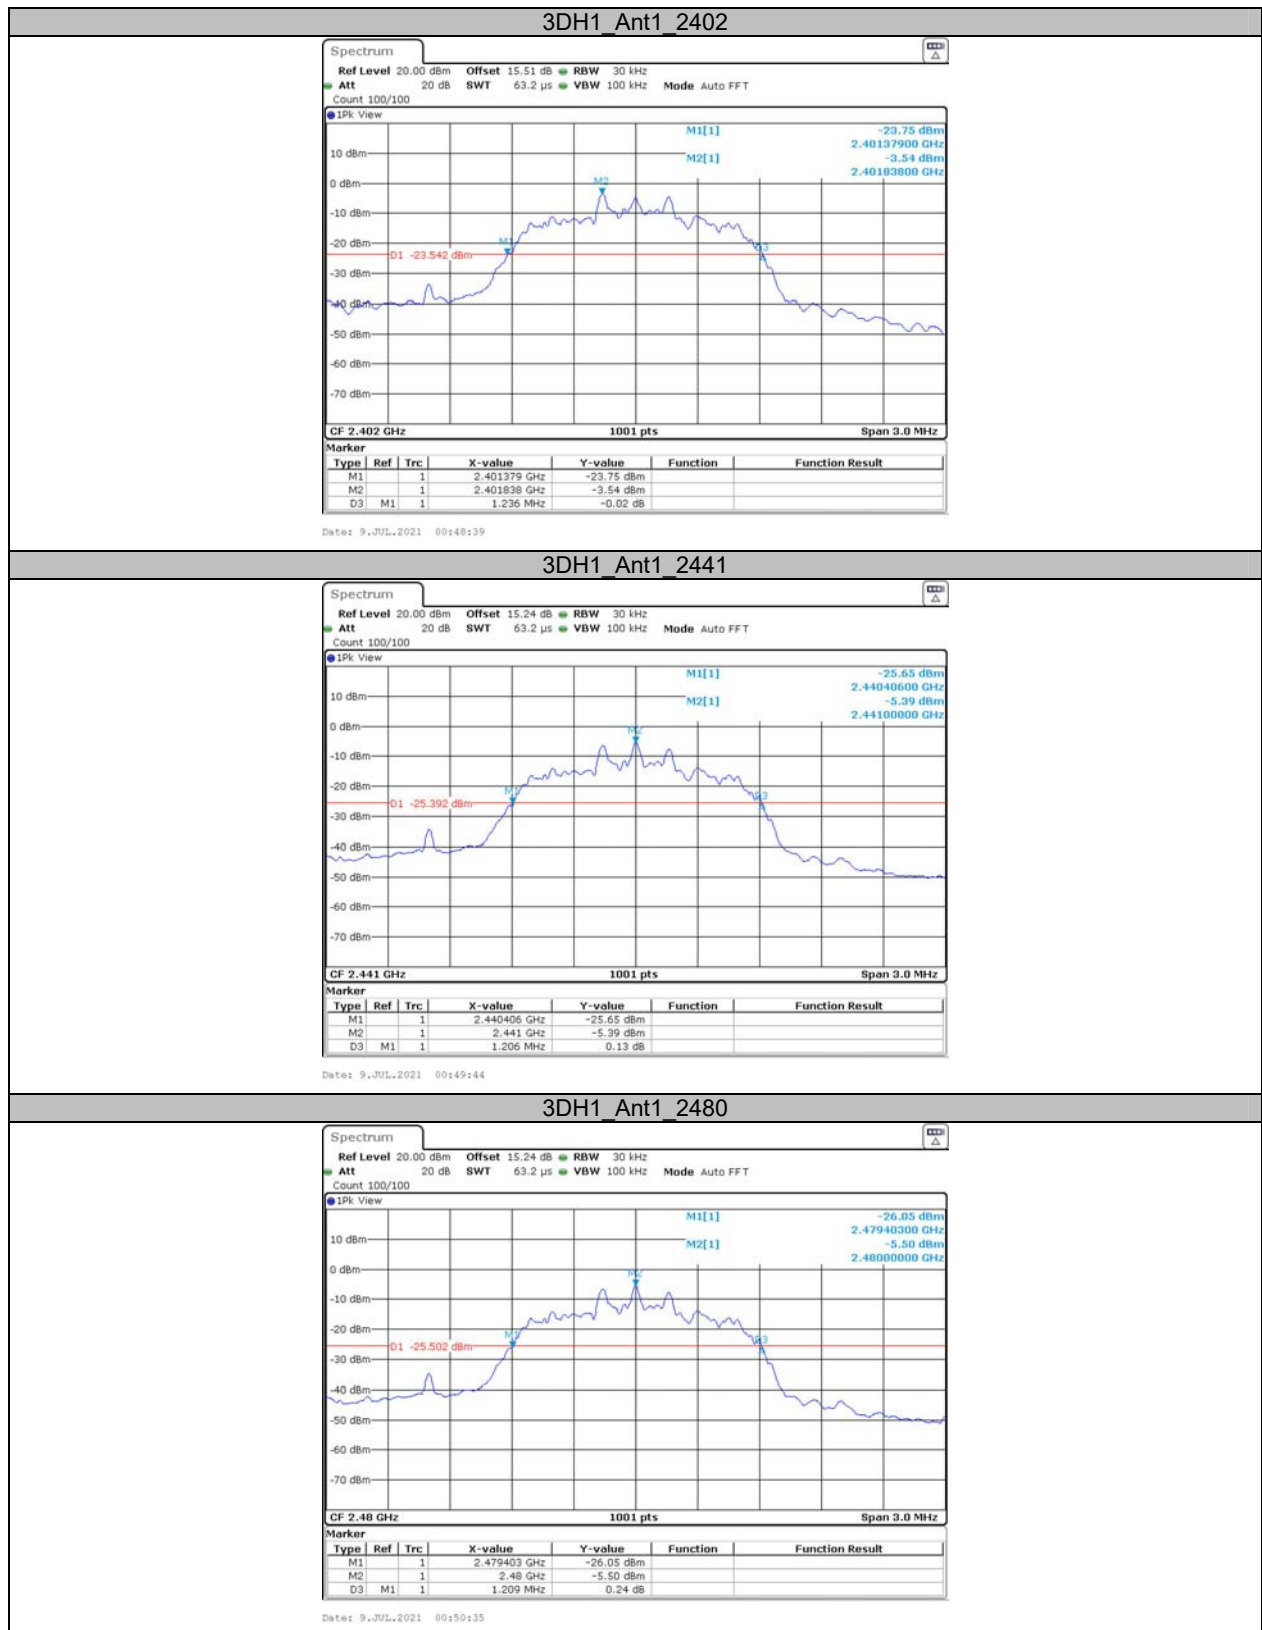 3DH1_Ant1_2402
Spectrum
Ref Level 20.00 dBm Offset 15.51 dB RBW 30 kHz
Att 20 dB SWT 63.2 µs VBW 100 kHz Mode Auto FFT
Count 100/100
1Pk View
M1[1] -23.75 dBm
2.40137900 GHz
10 dBm
M2[1] -3.54 dBm
2.40183800 GHz
0 dBm
M2
-10 dBm
-20 dBm
M1
D3
D1 -23.542 dBm
-30 dBm
-40 dBm
-50 dBm
-60 dBm
-70 dBm
CF 2.402 GHz 1001 pts Span 3.0 MHz
Marker
Type Ref Trc X-value Y-value Function Function Result
M1 1 2.401379 GHz -23.75 dBm
M2 1 2.401838 GHz -3.54 dBm
D3 M1 1 1.236 MHz -0.02 dB
Date: 9.JUL.2021 00:48:39
3DH1_Ant1_2441
Spectrum
Ref Level 20.00 dBm Offset 15.24 dB RBW 30 kHz
Att 20 dB SWT 63.2 µs VBW 100 kHz Mode Auto FFT
Count 100/100
1Pk View
M1[1] -25.65 dBm
2.44040600 GHz
10 dBm
M2[1] -5.39 dBm
2.44100000 GHz
0 dBm
M2
-10 dBm
-20 dBm
M1
D3
D1 -25.392 dBm
-30 dBm
-40 dBm
-50 dBm
-60 dBm
-70 dBm
CF 2.441 GHz 1001 pts Span 3.0 MHz
Marker
Type Ref Trc X-value Y-value Function Function Result
M1 1 2.440406 GHz -25.65 dBm
M2 1 2.441 GHz -5.39 dBm
D3 M1 1 1.206 MHz 0.13 dB
Date: 9.JUL.2021 00:49:44
3DH1_Ant1_2480
Spectrum
Ref Level 20.00 dBm Offset 15.24 dB RBW 30 kHz
Att 20 dB SWT 63.2 µs VBW 100 kHz Mode Auto FFT
Count 100/100
1Pk View
M1[1] -26.05 dBm
2.47940300 GHz
10 dBm
M2[1] -5.50 dBm
2.48000000 GHz
0 dBm
M2
-10 dBm
-20 dBm
M1
D3
D1 -25.502 dBm
-30 dBm
-40 dBm
-50 dBm
-60 dBm
-70 dBm
CF 2.48 GHz 1001 pts Span 3.0 MHz
Marker
Type Ref Trc X-value Y-value Function Function Result
M1 1 2.479403 GHz -26.05 dBm
M2 1 2.48 GHz -5.50 dBm
D3 M1 1 1.209 MHz 0.24 dB
Date: 9.JUL.2021 00:50:35